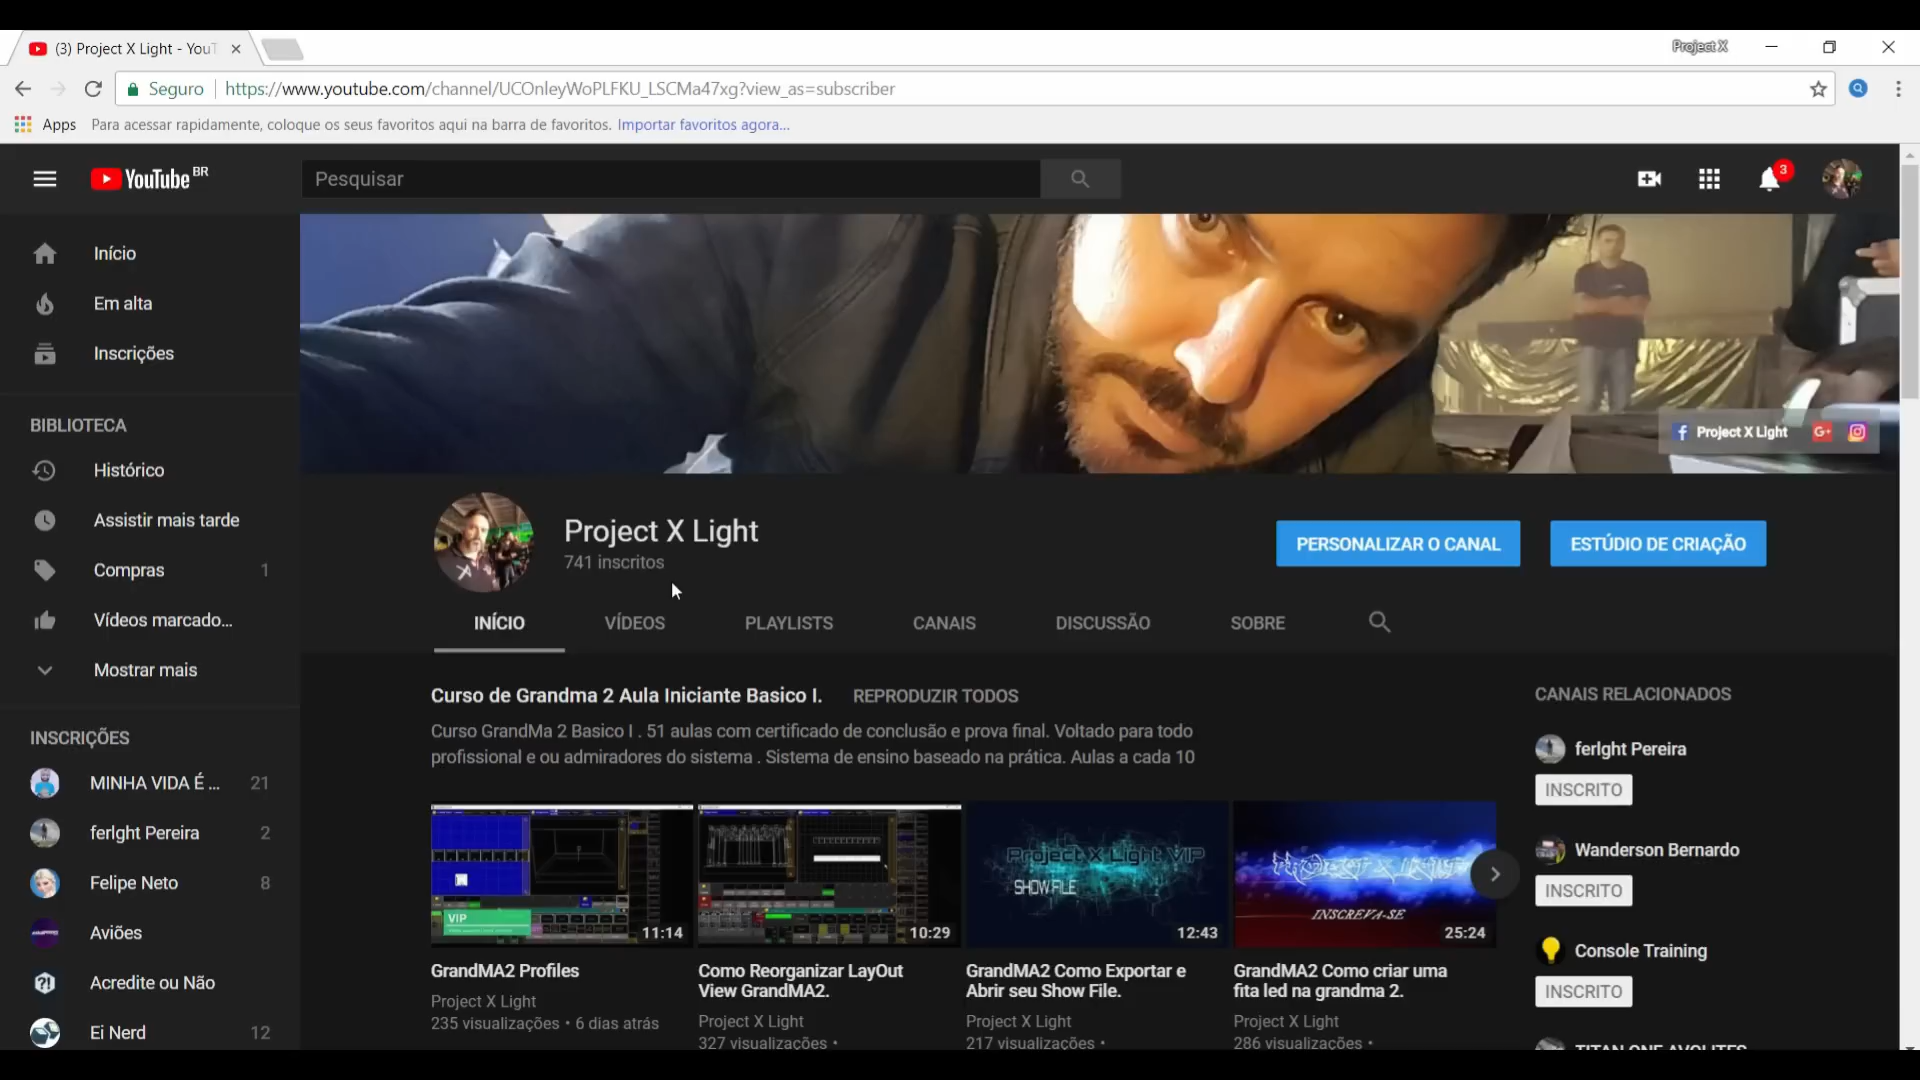 (3) Project X Light - YouT
Project X
Seguro
https://www.youtube.com/channel/UCOnleyWoPLFKU_LSCMa47xg?view_as=subscriber
Apps Para acessar rapidamente, coloque os seus favoritos aqui na barra de favoritos. Importar favoritos agora...
YouTube BR
Pesquisar
3
Início
Em alta
Inscrições
BIBLIOTECA
Histórico
Assistir mais tarde
Compras 1
Vídeos marcado...
Mostrar mais
INSCRIÇÕES
MINHA VIDA É ... 21
ferlght Pereira 2
Felipe Neto 8
Aviões
Acredite ou Não
Ei Nerd 12
Project X Light
Project X Light
741 inscritos
PERSONALIZAR O CANAL
ESTÚDIO DE CRIAÇÃO
INÍCIO VÍDEOS PLAYLISTS CANAIS DISCUSSÃO SOBRE
Curso de Grandma 2 Aula Iniciante Basico I. REPRODUZIR TODOS
Curso GrandMa 2 Basico I . 51 aulas com certificado de conclusão e prova final. Voltado para todo
profissional e ou admiradores do sistema . Sistema de ensino baseado na prática. Aulas a cada 10
VIP
11:14
GrandMA2 Profiles
Project X Light
235 visualizações • 6 dias atrás
10:29
Como Reorganizar LayOut
View GrandMA2.
Project X Light
327 visualizações •
Project X Light VIP
SHOW FILE
12:43
GrandMA2 Como Exportar e
Abrir seu Show File.
Project X Light
217 visualizações •
PROJECT X LIGHT
INSCREVA-SE
25:24
GrandMA2 Como criar uma
fita led na grandma 2.
Project X Light
286 visualizações •
CANAIS RELACIONADOS
ferlght Pereira
INSCRITO
Wanderson Bernardo
INSCRITO
Console Training
INSCRITO
TITAN ONE AVOLITES